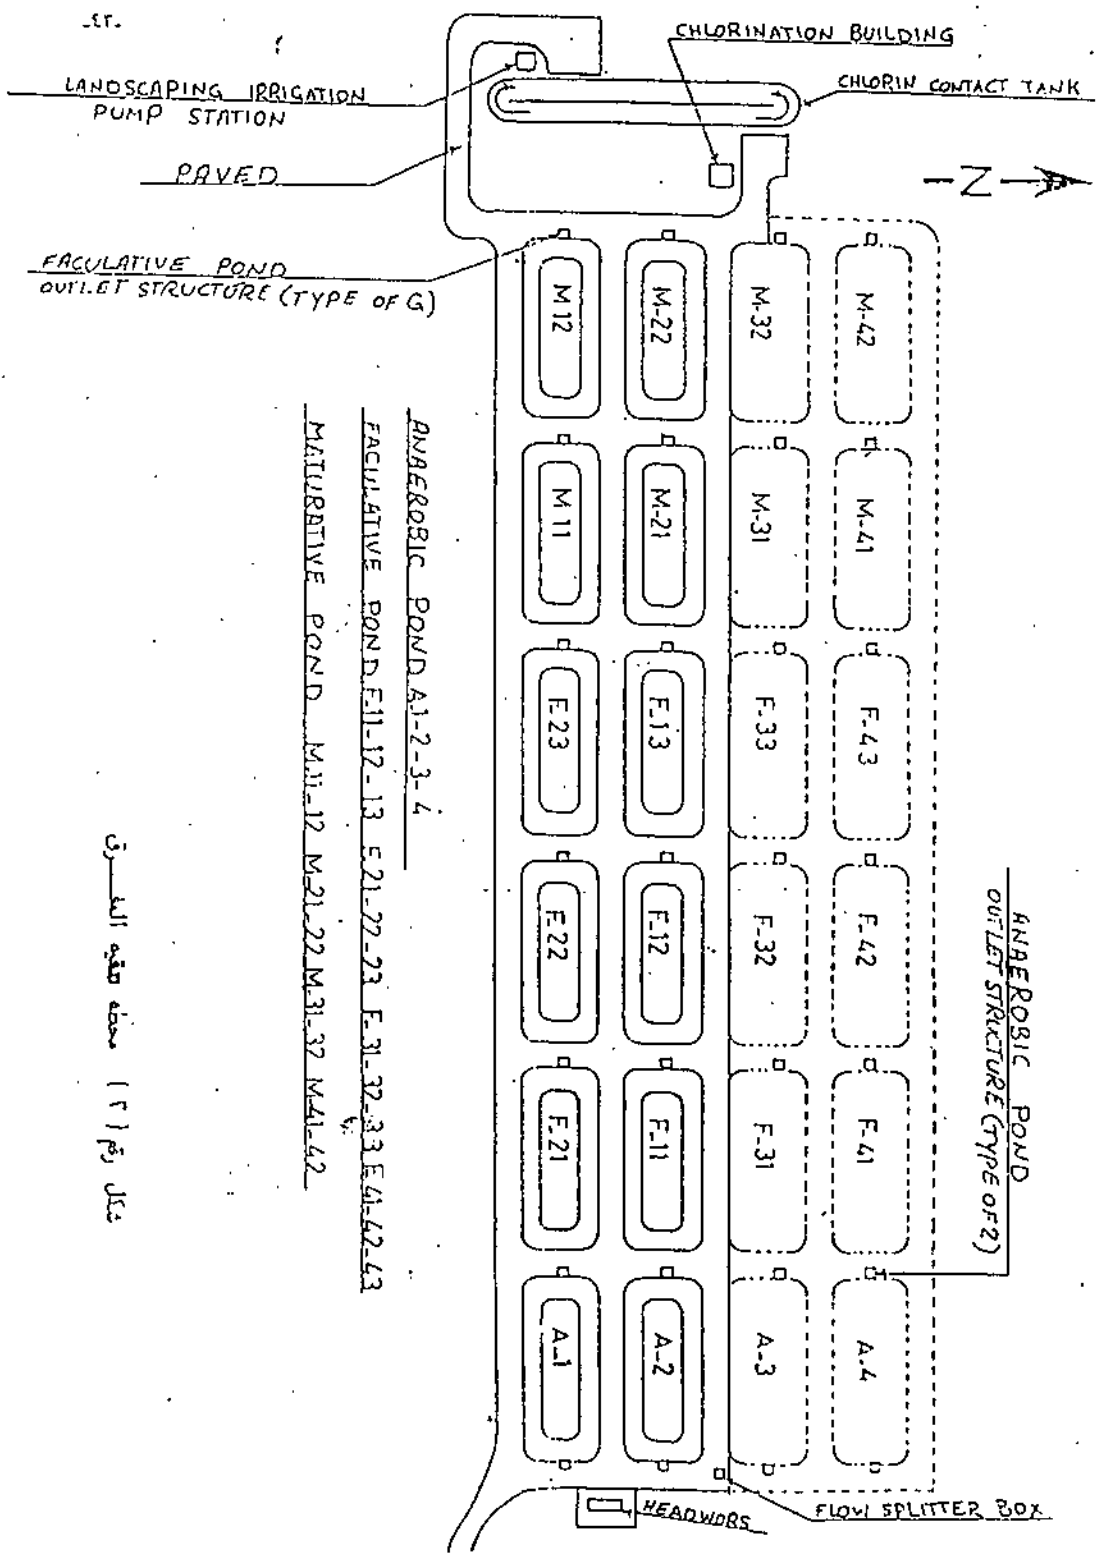 -٤٢-
CHLORINATION BUILDING
LANDSCAPING IRRIGATION
PUMP STATION
CHLORIN CONTACT TANK
PAVED
N
FACULATIVE POND
OUTLET STRUCTURE (TYPE OF G)
M12
M-22
M-32
M-42
M11
M-21
M-31
M-41
F-23
F-13
F-33
F-43
F-22
F-12
F-32
F-42
F-21
F-11
F-31
F-41
A-1
A-2
A-3
A-4
ANAEROBIC POND A1-2-3-4
FACULATIVE POND F-11-12-13 F-21-22-23 F-31-32-33 F-41-42-43
MATURATIVE POND M-11-12 M-21-22 M-31-32 M-41-42
ANAEROBIC POND
OUTLET STRUCTURE (TYPE OF 2)
HEADWORS
FLOW SPLITTER BOX
شكل رقم (٢)